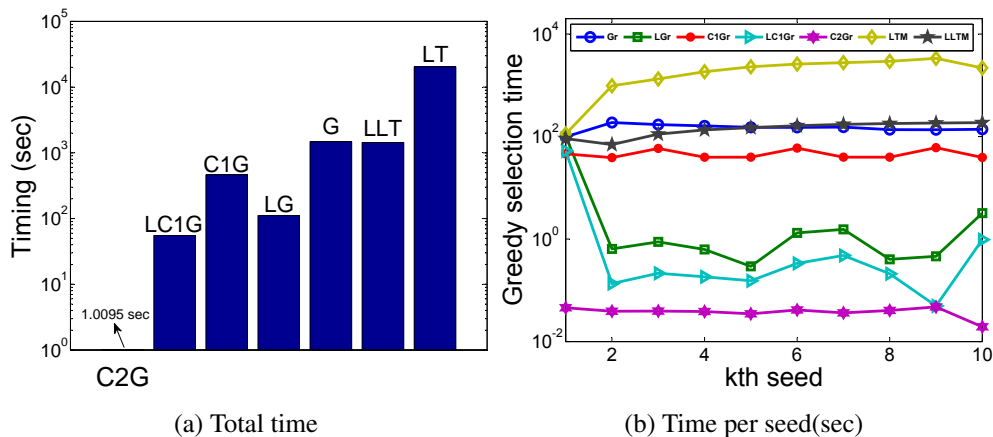 10^5
10^4
10^3
10^2
10^1
10^0
Timing (sec)
1.0095 sec
C2G
LC1G
C1G
LG
G
LLT
LT
(a) Total time
10^4
10^2
10^0
10^-2
Greedy selection time
Gr LGr C1Gr LC1Gr C2Gr LTM LLTM
2 4 6 8 10
kth seed
(b) Time per seed(sec)